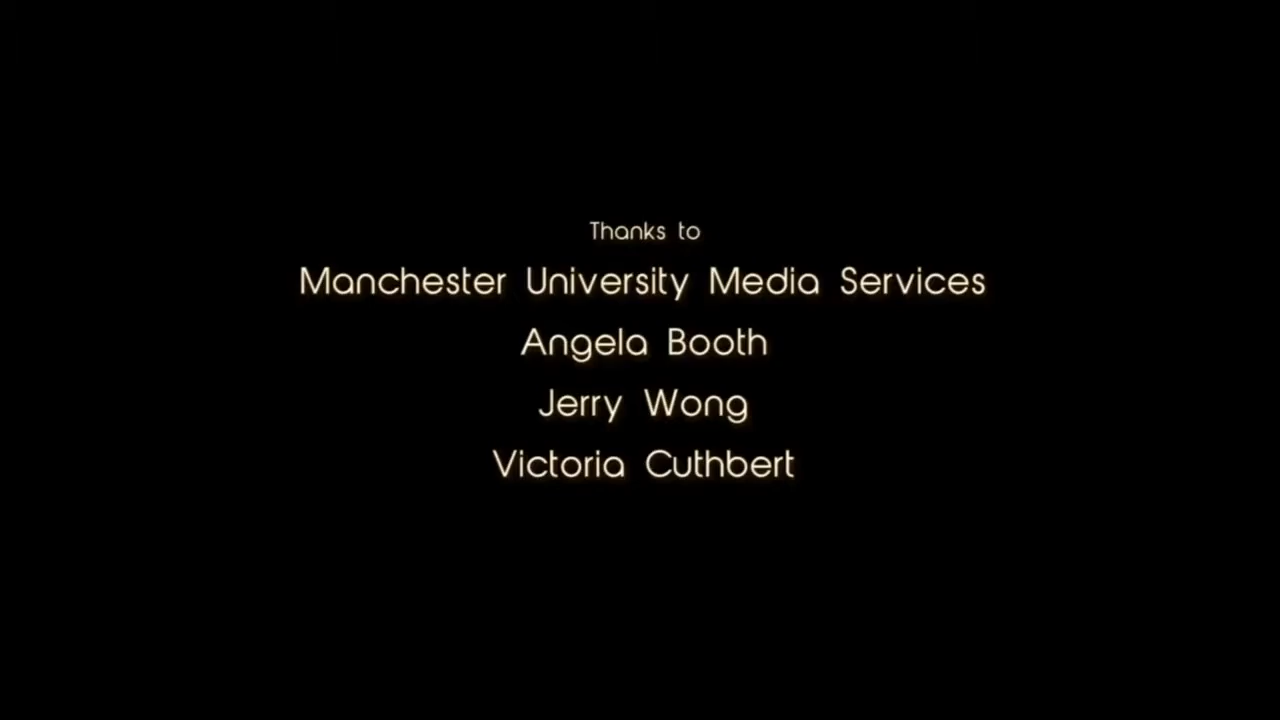 Thanks to
Manchester University Media Services
Angela Booth
Jerry Wong
Victoria Cuthbert